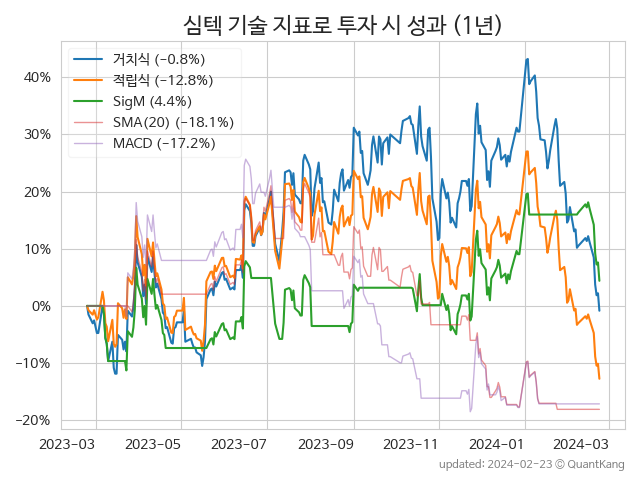 심텍 기술 지표로 투자 시 성과 (1년)
거치식 (−0.8%)
적립식 (−12.8%)
SigM (4.4%)
SMA(20) (−18.1%)
MACD (−17.2%)
40%
30%
20%
10%
0%
−10%
−20%
2023-03 2023-05 2023-07 2023-09 2023-11 2024-01 2024-03
updated: 2024-02-23 ⓒ QuantKang